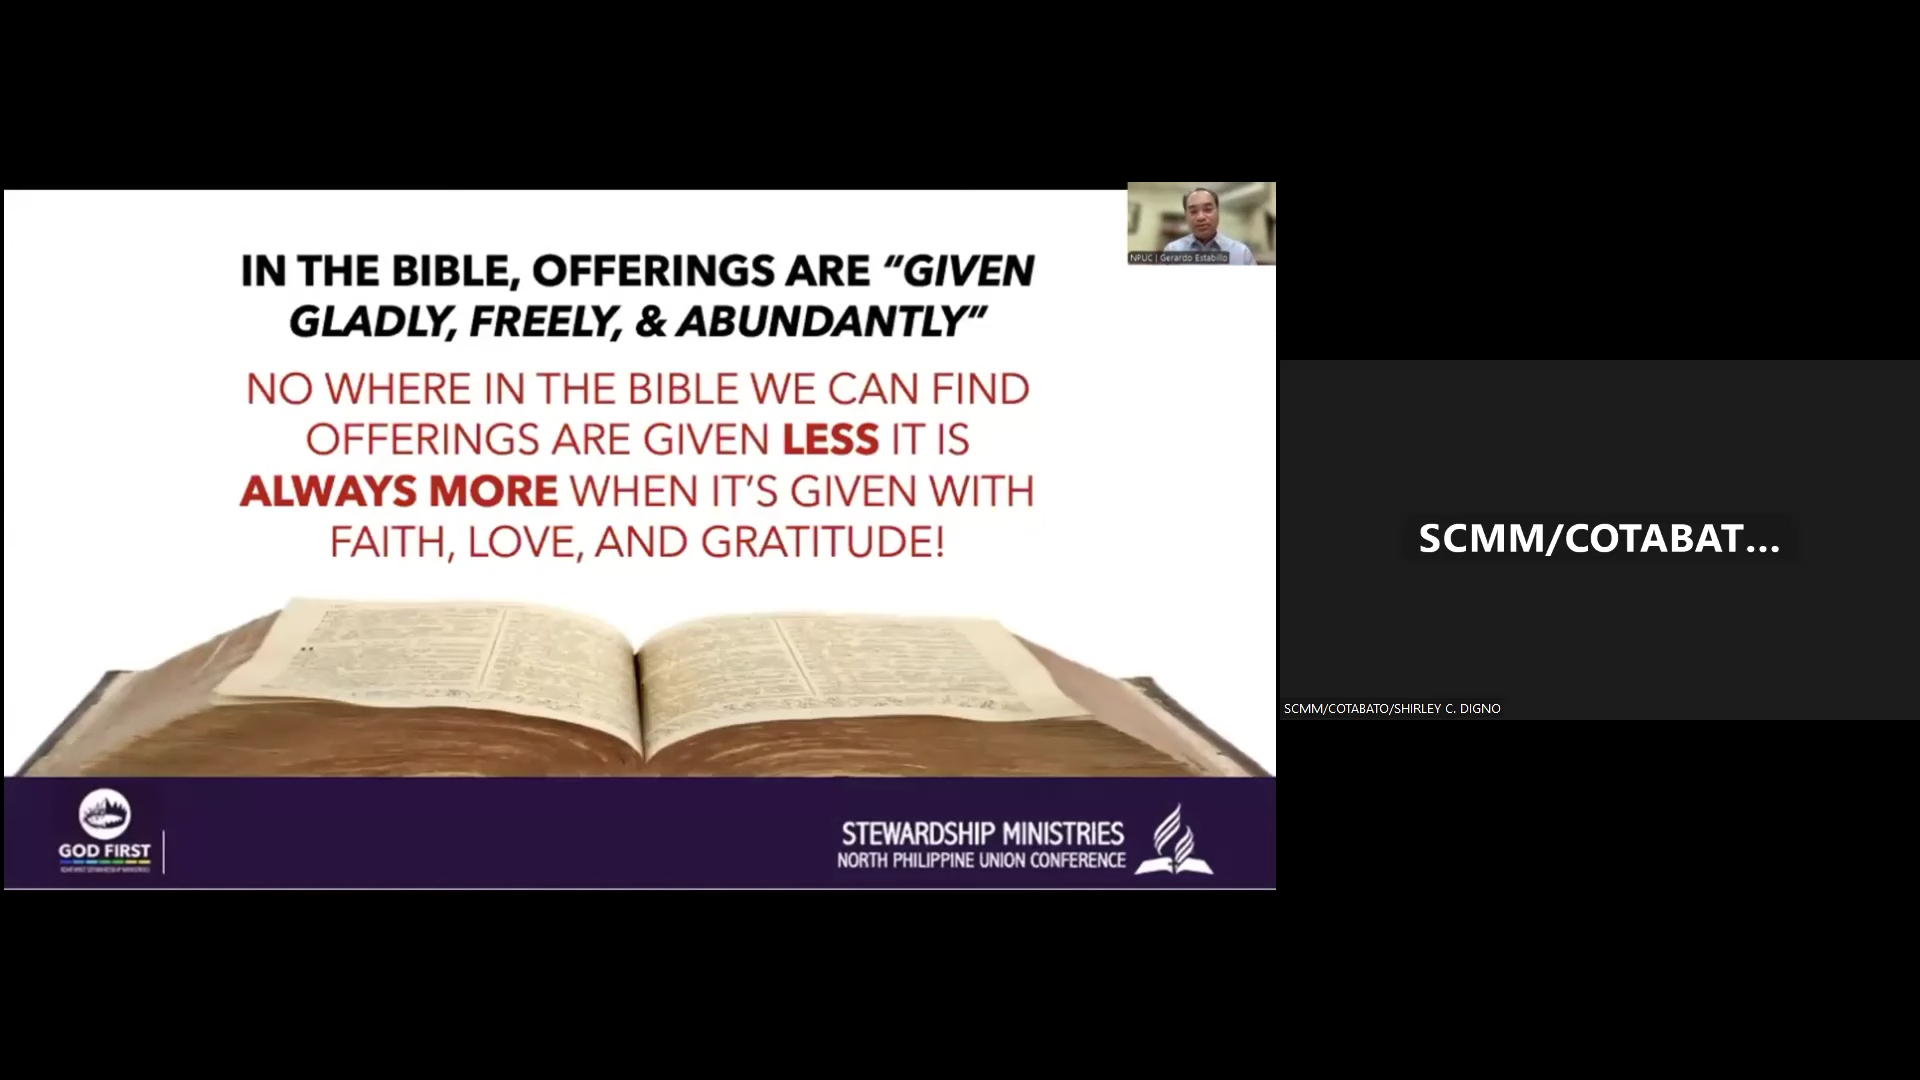 IN THE BIBLE, OFFERINGS ARE “GIVEN
GLADLY, FREELY, & ABUNDANTLY”
NO WHERE IN THE BIBLE WE CAN FIND
OFFERINGS ARE GIVEN LESS IT IS
ALWAYS MORE WHEN IT’S GIVEN WITH
FAITH, LOVE, AND GRATITUDE!
NPUC | Gerardo Estabillo
GOD FIRST
STEWARDSHIP MINISTRIES
NORTH PHILIPPINE UNION CONFERENCE
SCMM/COTABAT...
SCMM/COTABATO/SHIRLEY C. DIGNO